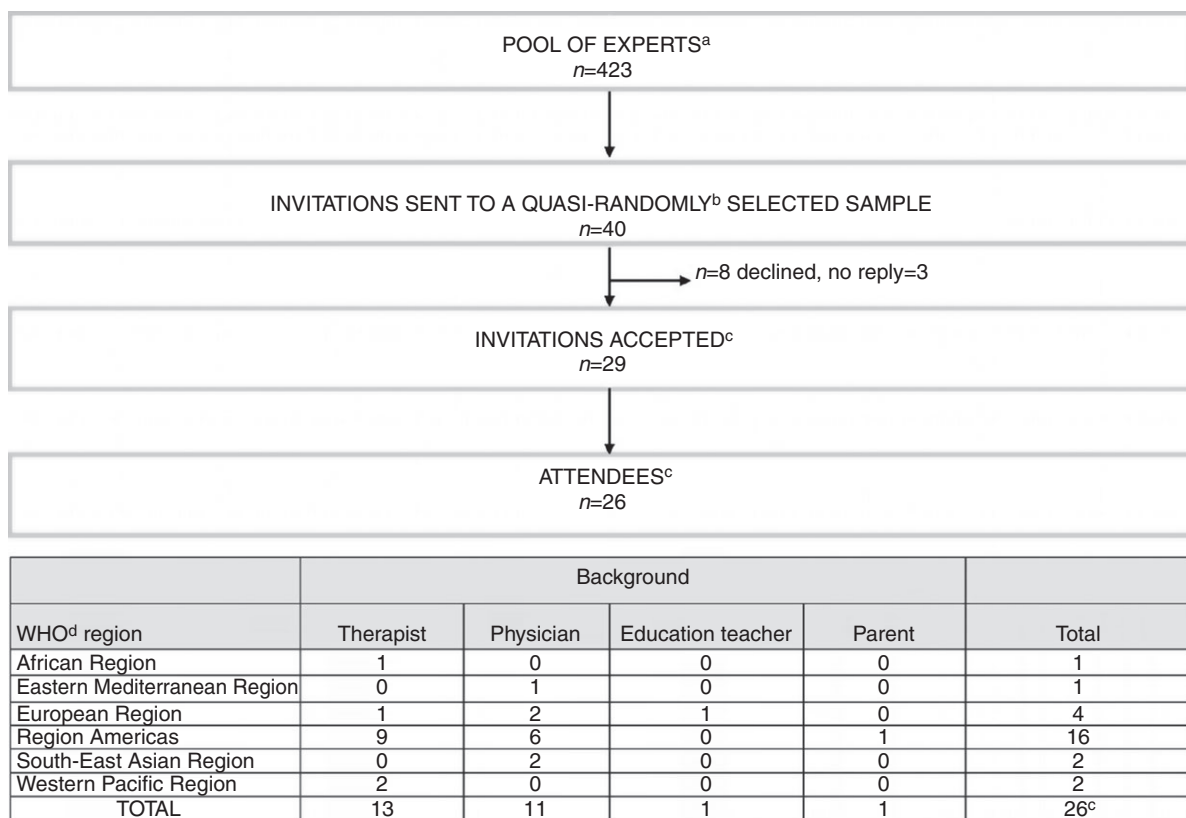 POOL OF EXPERTSa
n=423
INVITATIONS SENT TO A QUASI-RANDOMLYb SELECTED SAMPLE
n=40
n=8 declined, no reply=3
INVITATIONS ACCEPTEDc
n=29
ATTENDEESc
n=26
Background
WHOd region Therapist Physician Education teacher Parent Total
African Region 1 0 0 0 1
Eastern Mediterranean Region 0 1 0 0 1
European Region 1 2 1 0 4
Region Americas 9 6 0 1 16
South-East Asian Region 0 2 0 0 2
Western Pacific Region 2 0 0 0 2
TOTAL 13 11 1 1 26c